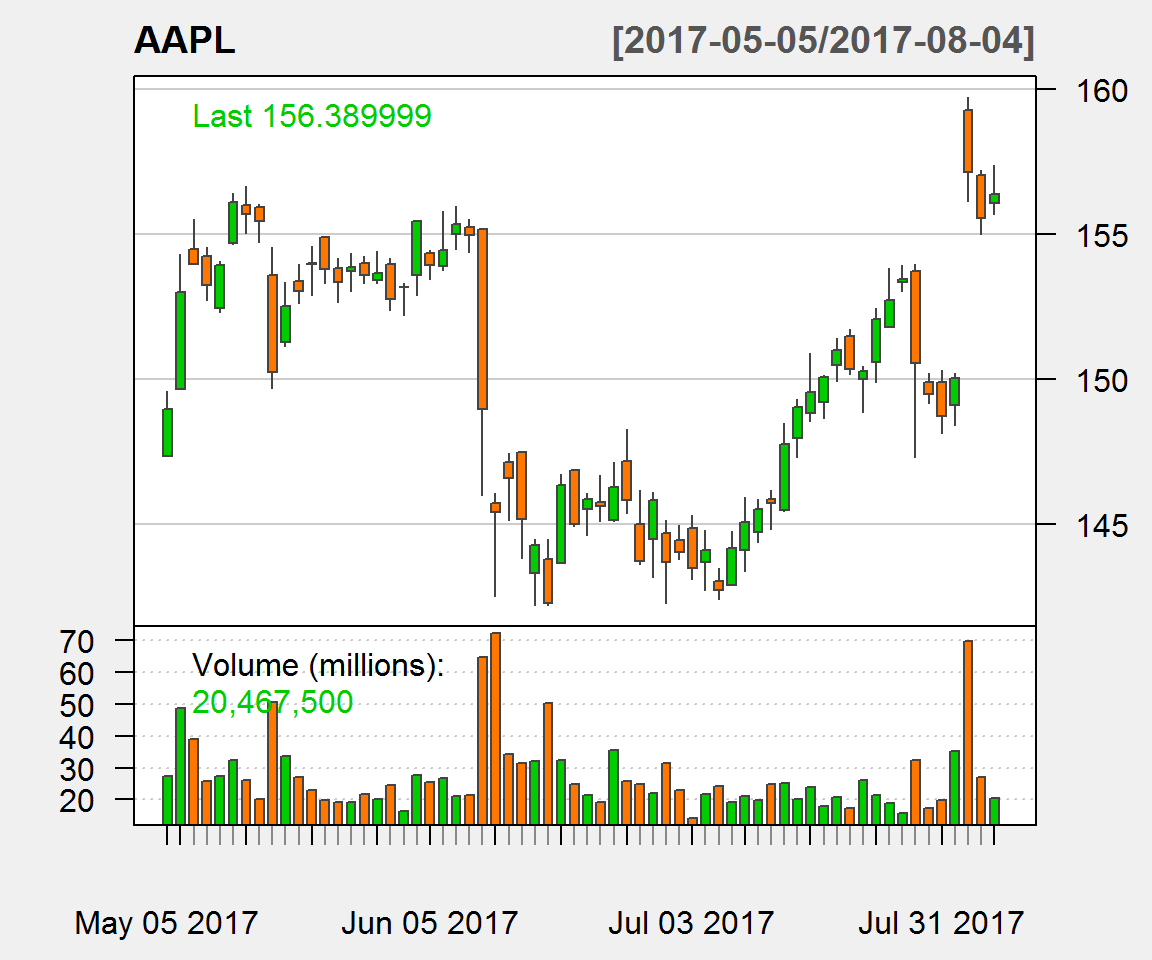 AAPL
[2017-05-05/2017-08-04]
Last 156.389999
160
155
150
145
Volume (millions):
20,467,500
70
60
50
40
30
20
May 05 2017
Jun 05 2017
Jul 03 2017
Jul 31 2017